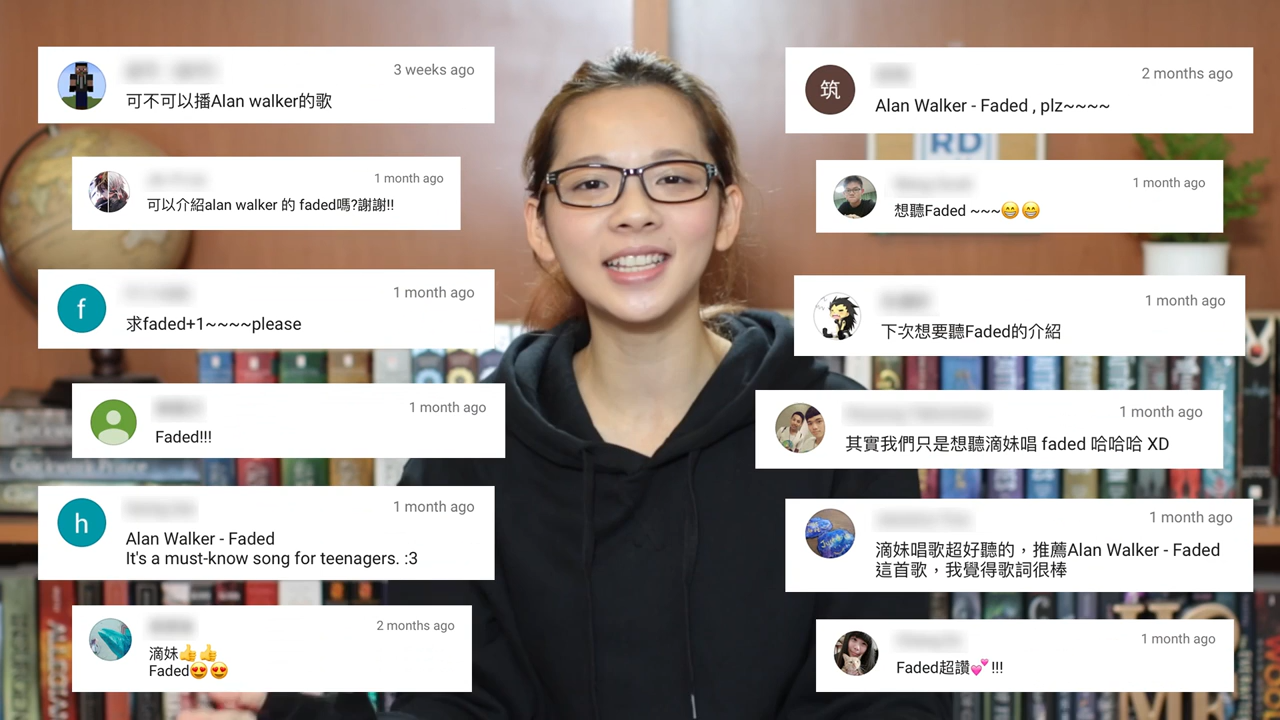 3 weeks ago
可不可以播Alan walker的歌
1 month ago
可以介紹alan walker 的 faded嗎?謝謝!!
f
1 month ago
求faded+1~~~~please
1 month ago
Faded!!!
h
1 month ago
Alan Walker - Faded
It's a must-know song for teenagers. :3
2 months ago
滴妹👍👍
Faded😍😍
筑
2 months ago
Alan Walker - Faded , plz~~~~
RD
1 month ago
想聽Faded ~~~😁😁
1 month ago
下次想要聽Faded的介紹
1 month ago
其實我們只是想聽滴妹唱 faded 哈哈哈 XD
1 month ago
滴妹唱歌超好聽的，推薦Alan Walker - Faded
這首歌，我覺得歌詞很棒
1 month ago
Faded超讚💕!!!
Clockwork Prince